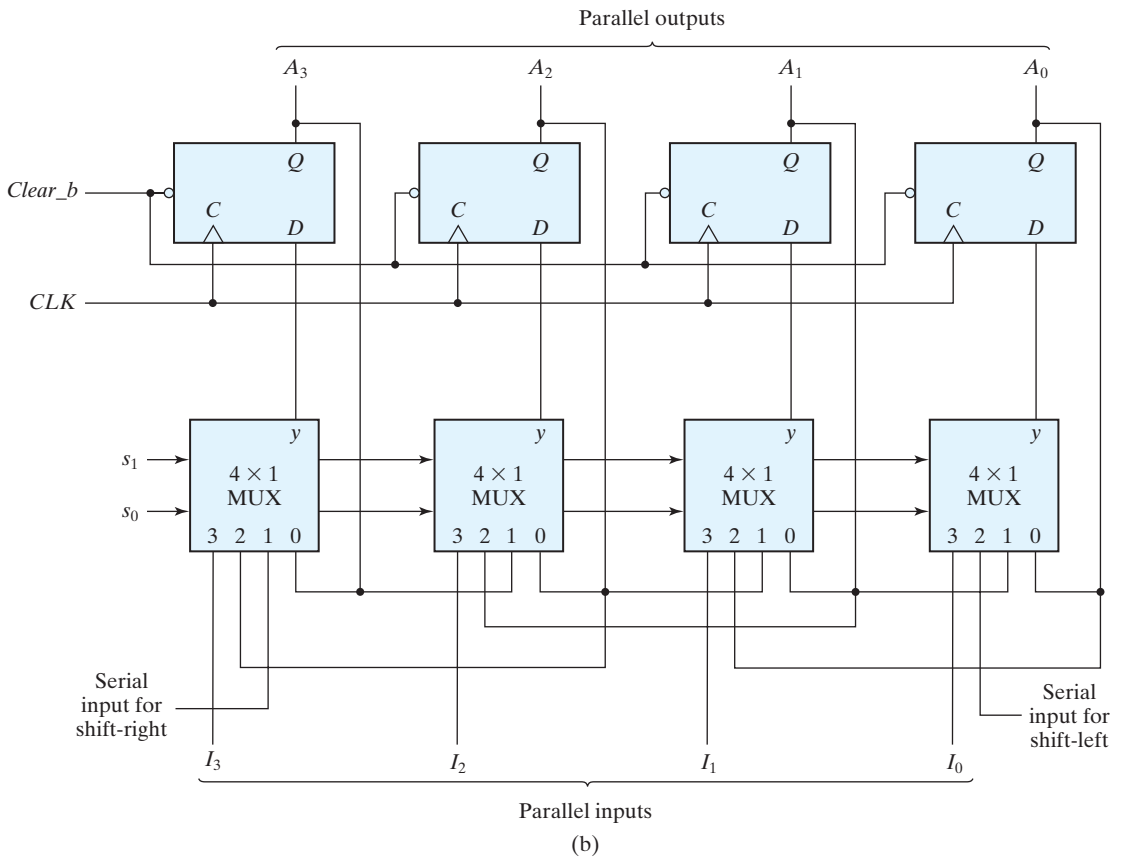 Parallel outputs
A3 A2 A1 A0
Q Q Q Q
Clear_b
C C C C
D D D D
CLK
y y y y
s1
4 × 1 4 × 1 4 × 1 4 × 1
MUX MUX MUX MUX
s0
3 2 1 0 3 2 1 0 3 2 1 0 3 2 1 0
Serial
input for
shift-right
Serial
input for
shift-left
I3 I2 I1 I0
Parallel inputs
(b)